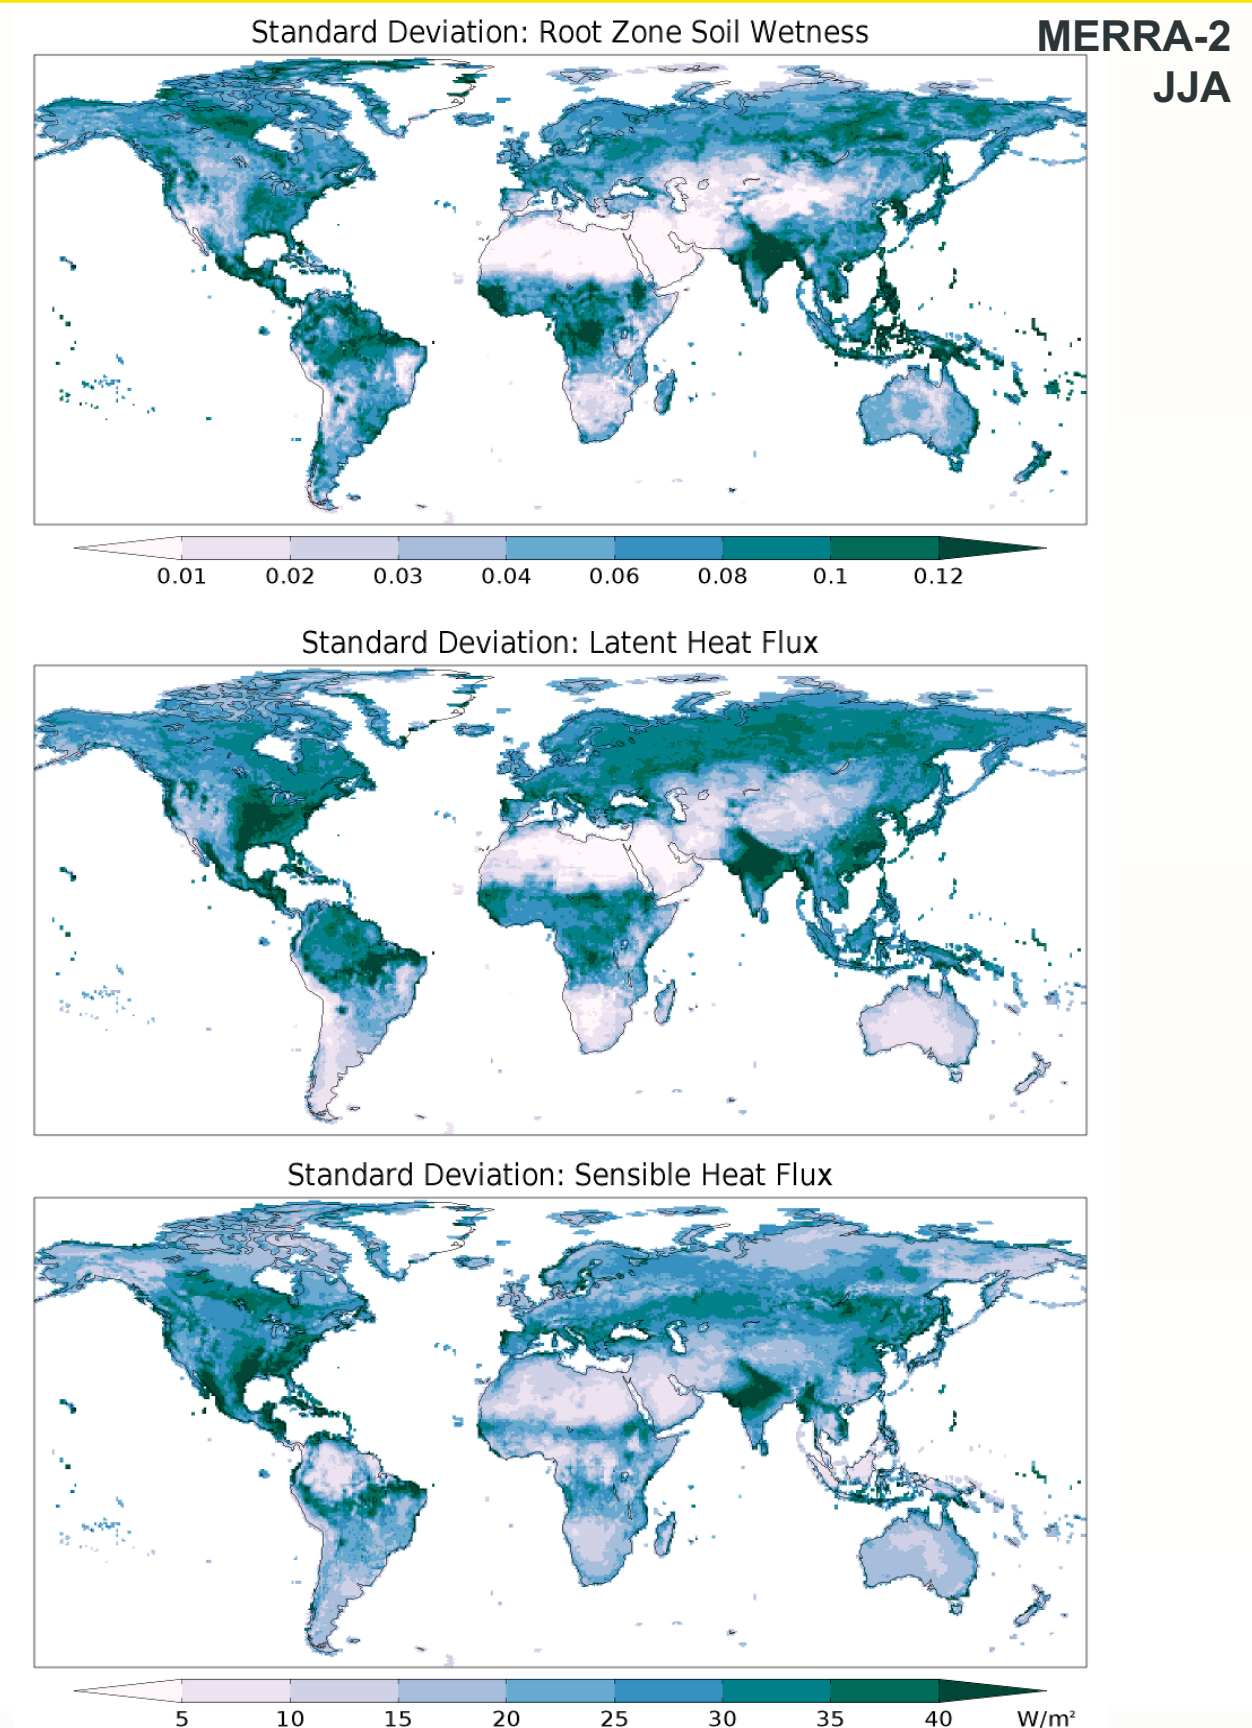 Standard Deviation: Root Zone Soil Wetness
MERRA-2
JJA
0.01 0.02 0.03 0.04 0.06 0.08 0.1 0.12
Standard Deviation: Latent Heat Flux
Standard Deviation: Sensible Heat Flux
5 10 15 20 25 30 35 40 W/m²